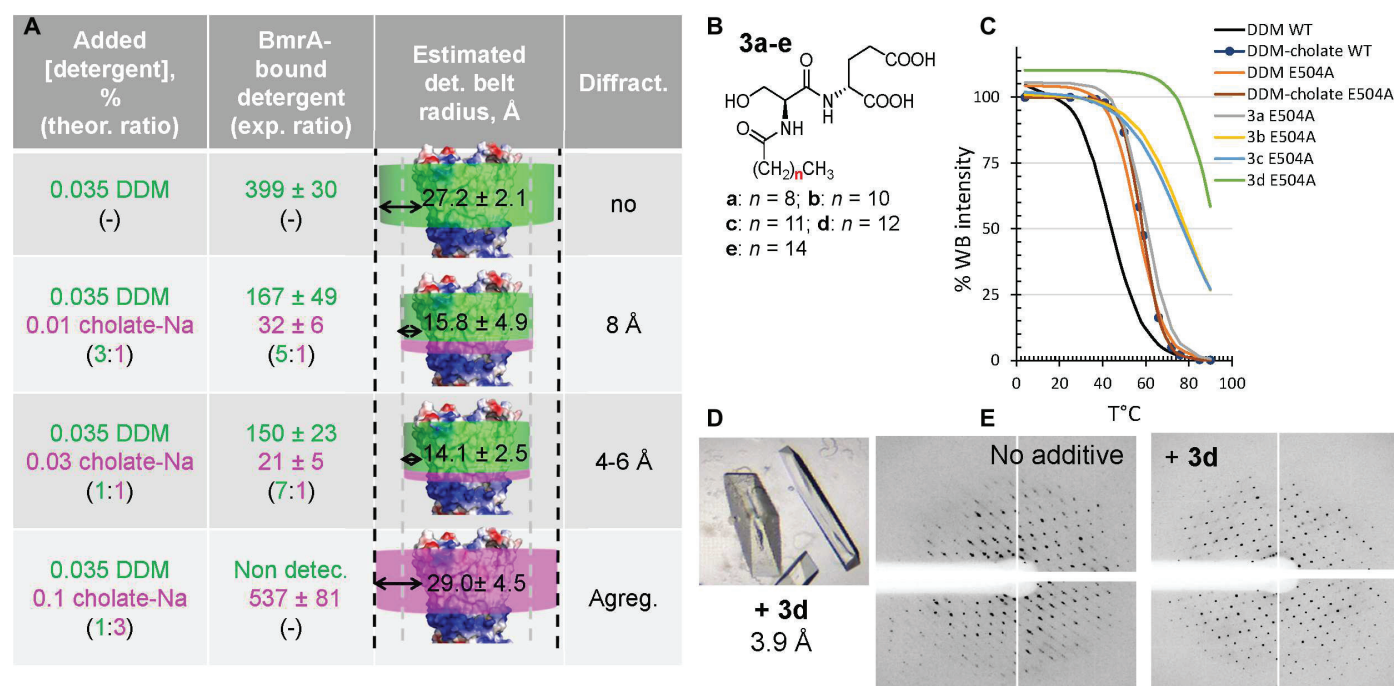 A
Added
[detergent],
%
(theor. ratio)
BmrA-
bound
detergent
(exp. ratio)
Estimated
det. belt
radius, Å
Diffract.
0.035 DDM
(-)
399 ± 30
(-)
27.2 ± 2.1
no
0.035 DDM
0.01 cholate-Na
(3:1)
167 ± 49
32 ± 6
(5:1)
15.8 ± 4.9
8 Å
0.035 DDM
0.03 cholate-Na
(1:1)
150 ± 23
21 ± 5
(7:1)
14.1 ± 2.5
4-6 Å
0.035 DDM
0.1 cholate-Na
(1:3)
Non detec.
537 ± 81
(-)
29.0± 4.5
Agreg.
B
3a-e
O
COOH
HO
N
H
COOH
O
NH
(CH₂)nCH₃
a: n = 8; b: n = 10
c: n = 11; d: n = 12
e: n = 14
C
% WB intensity
100
75
50
25
0
0 20 40 60 80 100
T°C
DDM WT
DDM-cholate WT
DDM E504A
DDM-cholate E504A
3a E504A
3b E504A
3c E504A
3d E504A
D
+ 3d
3.9 Å
E
No additive
+ 3d